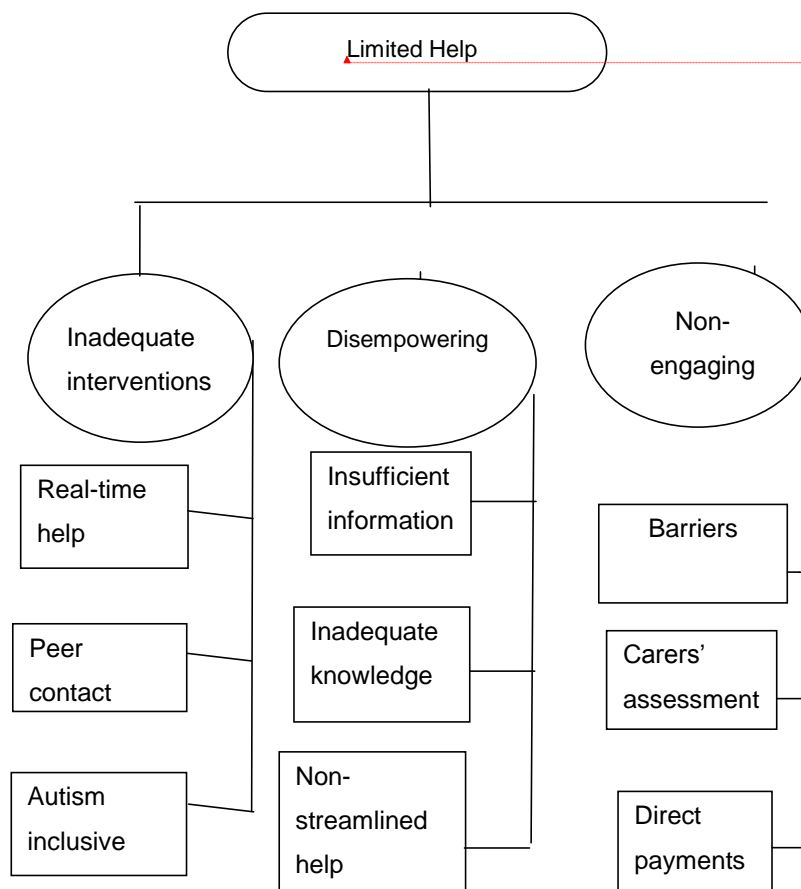 Limited Help
Inadequate
interventions
Disempowering
Non-
engaging
Real-time
help
Peer
contact
Autism
inclusive
Insufficient
information
Inadequate
knowledge
Non-
streamlined
help
Barriers
Carers’
assessment
Direct
payments